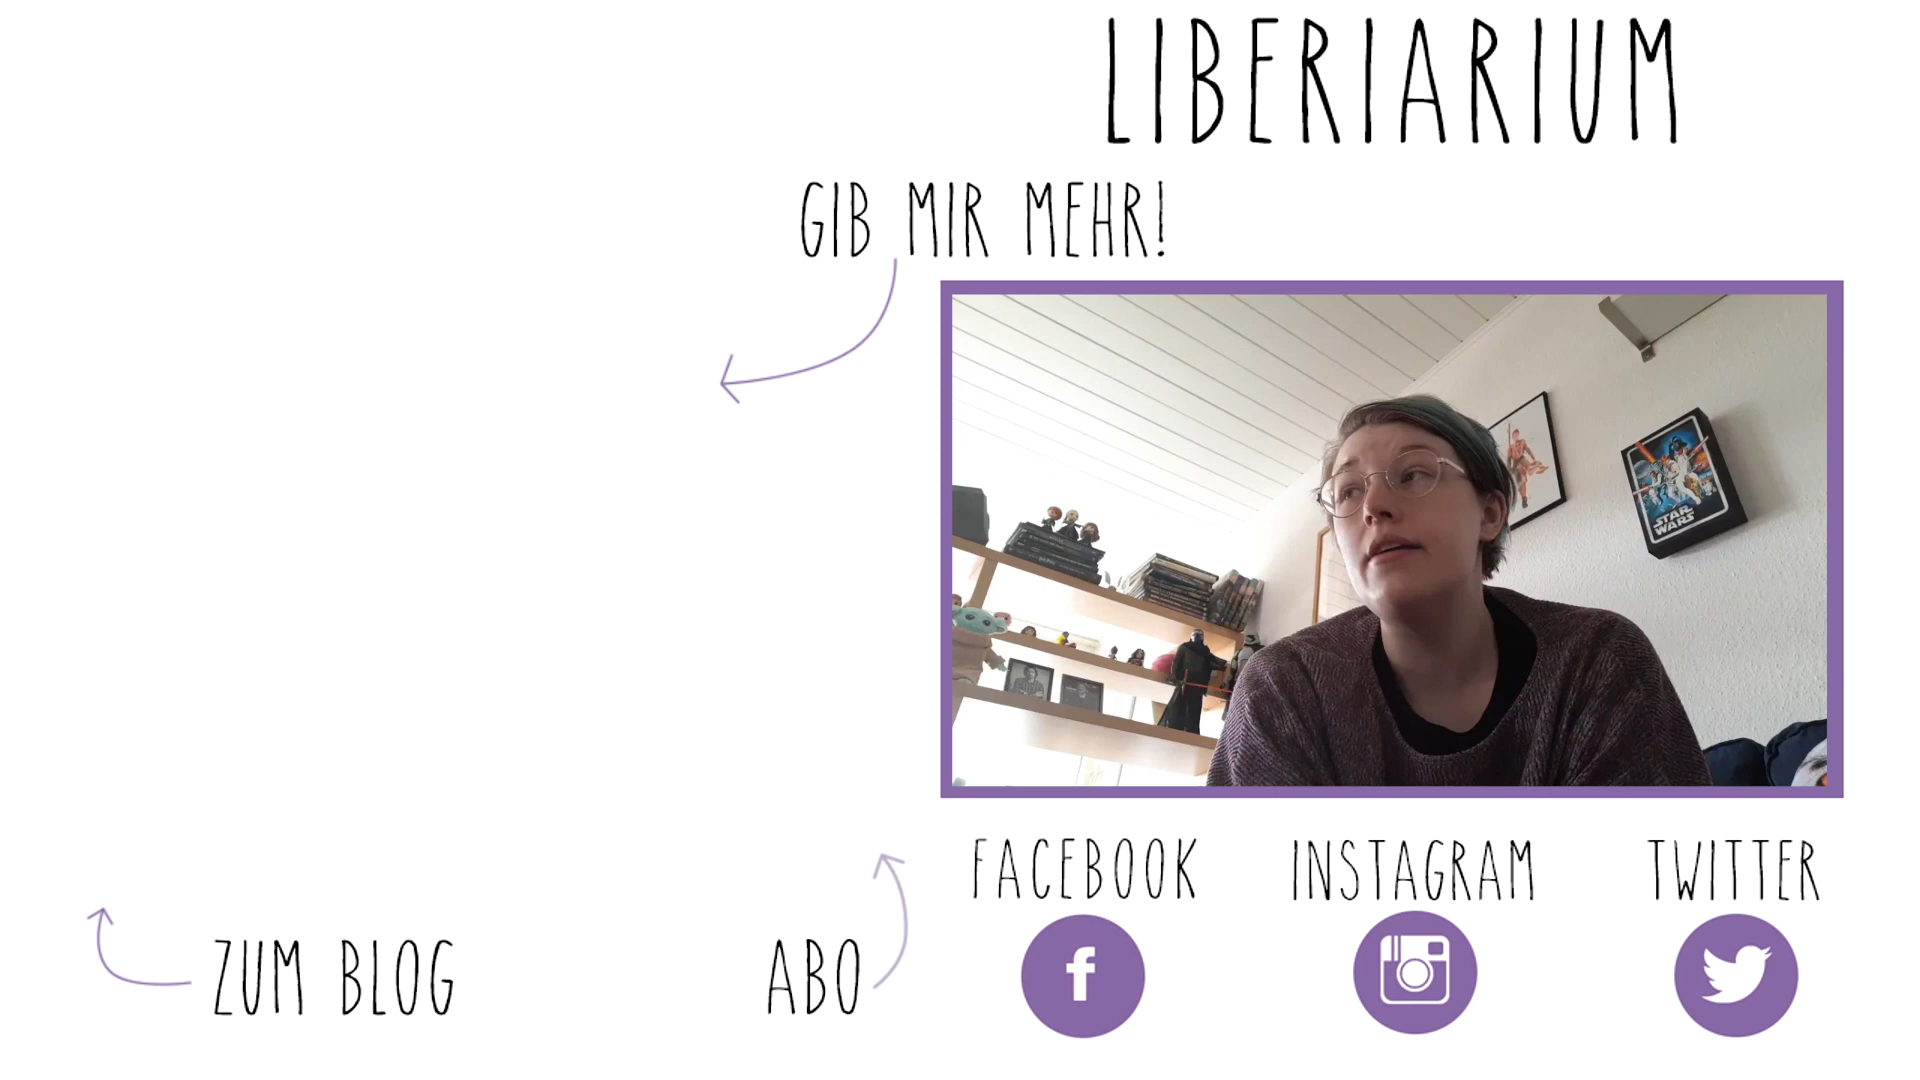 LIBERIARIUM
GIB MIR MEHR!
STAR
WARS
FACEBOOK
INSTAGRAM
TWITTER
f
ZUM BLOG
ABO